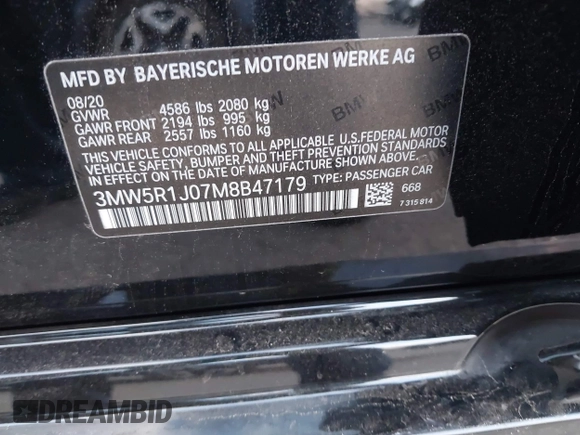 MFD BY BAYERISCHE MOTOREN WERKE AG
08/20
GVWR 4586 lbs 2080 kg
GAWR FRONT 2194 lbs 995 kg
GAWR REAR 2557 lbs 1160 kg
THIS VEHICLE CONFORMS TO ALL APPLICABLE U.S.FEDERAL MOTOR
VEHICLE SAFETY, BUMPER AND THEFT PREVENTION STANDARDS
IN EFFECT ON THE DATE OF MANUFACTURE SHOWN ABOVE.
3MW5R1J07M8B47179 TYPE: PASSENGER CAR
668
7 315 814
DREAMBID